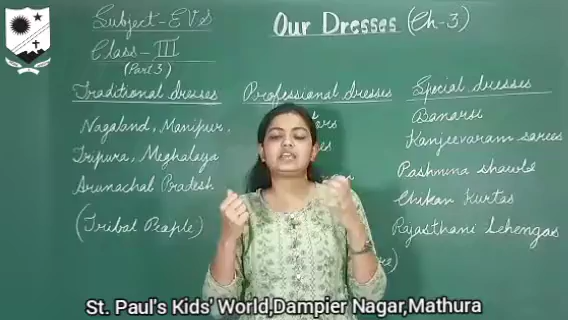 Subject - EVS
Our Dresses (Ch-3)
Class - III
(Part 3)
Traditional dresses
Nagaland, Manipur,
Tripura, Meghalaya
Arunachal Pradesh
(Tribal People)
Professional dresses
Special dresses
Banarsi
Kanjeevaram sarees
Pashmina shawls
Chikan Kurtas
Rajasthani Lehengas
St. Paul's Kids' World,Dampier Nagar,Mathura